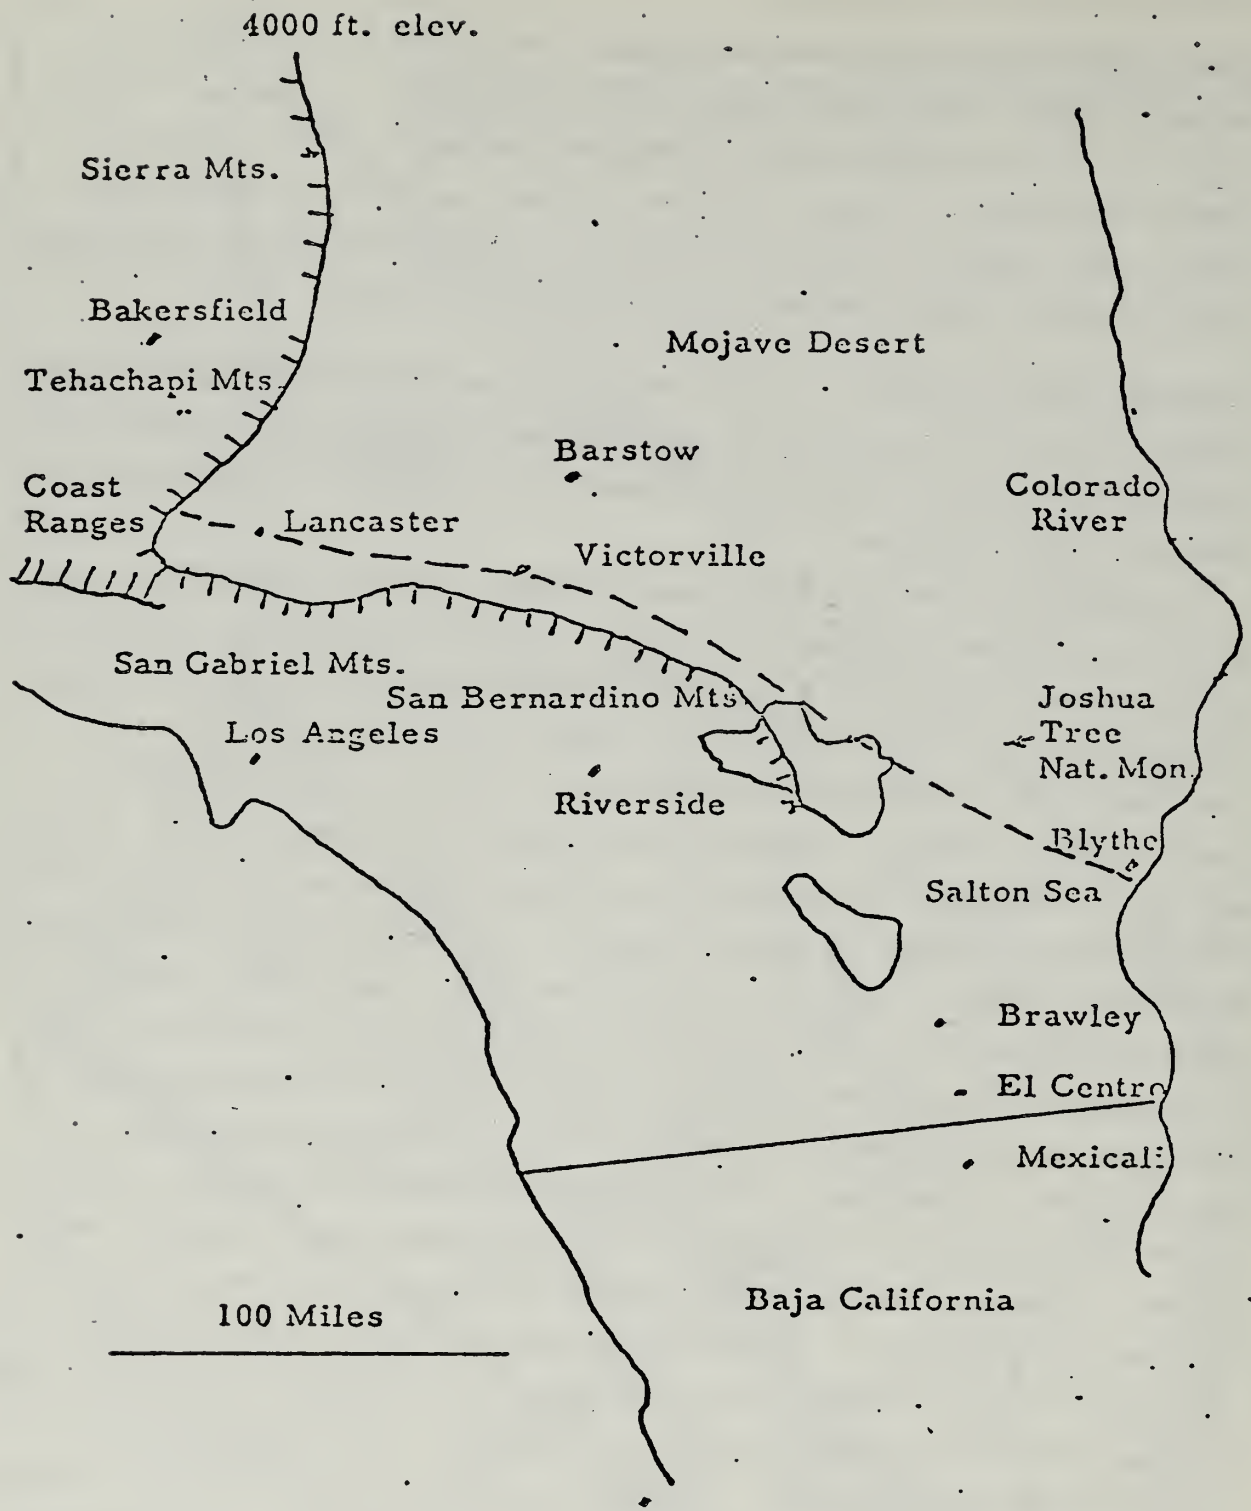 4000 ft. elev.
Sierra Mts.
Bakersfield
Mojave Desert
Tehachapi Mts.
Barstow
Coast
Ranges
Colorado
River
Lancaster
Victorville
San Gabriel Mts.
San Bernardino Mts.
Joshua
Tree
Nat. Mon.
Los Angeles
Riverside
Blythe
Salton Sea
Brawley
El Centro
Mexicali
Baja California
100 Miles